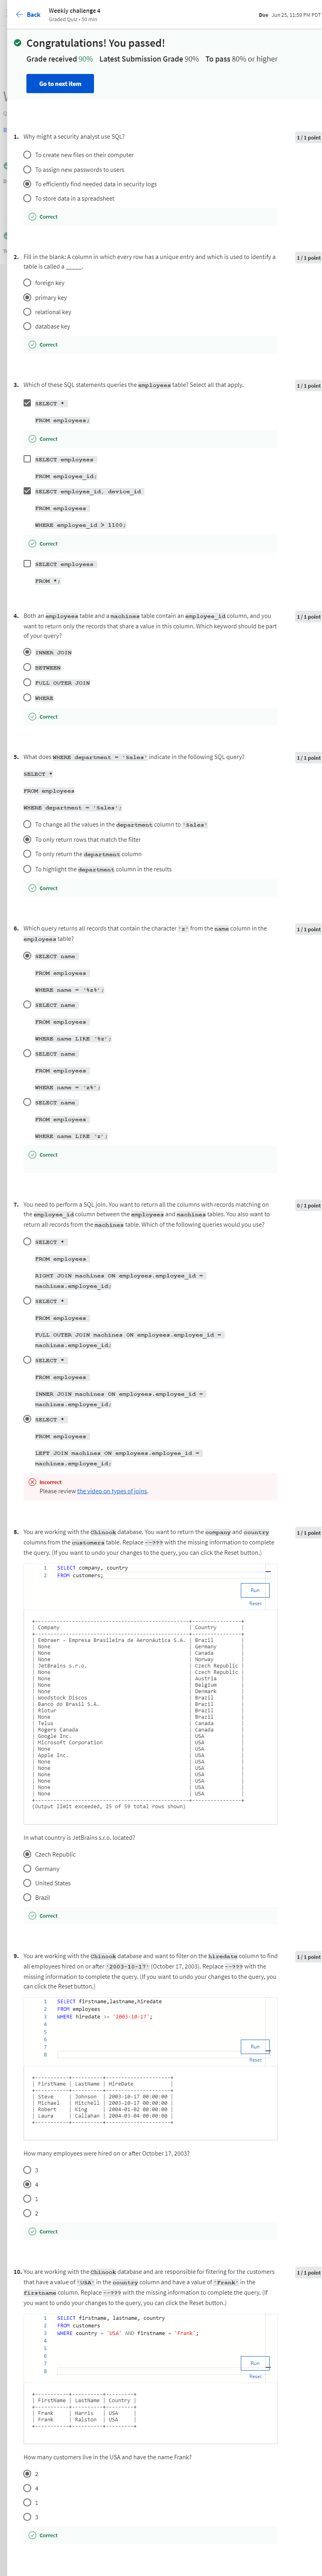 Back
Weekly challenge 4
Graded Quiz • 50 min
Due Jun 25, 11:59 PM PDT
Congratulations! You passed!
Grade received 90% Latest Submission Grade 90% To pass 80% or higher
Go to next item
1. Why might a security analyst use SQL?
1 / 1 point
To create new files on their computer
To assign new passwords to users
To efficiently find needed data in security logs
To store data in a spreadsheet
Correct
2. Fill in the blank: A column in which every row has a unique entry and which is used to identify a
table is called a _____.
1 / 1 point
foreign key
primary key
relational key
database key
Correct
3. Which of these SQL statements queries the employees table? Select all that apply.
1 / 1 point
SELECT *
FROM employees;
Correct
SELECT employees
FROM employee_id;
SELECT employee_id, device_id
FROM employees
WHERE employee_id > 1100;
Correct
SELECT employees
FROM *;
4. Both an employees table and a machines table contain an employee_id column, and you
want to return only the records that share a value in this column. Which keyword should be part
of your query?
1 / 1 point
INNER JOIN
BETWEEN
FULL OUTER JOIN
WHERE
Correct
5. What does WHERE department = 'Sales' indicate in the following SQL query?
1 / 1 point
SELECT *
FROM employees
WHERE department = 'Sales';
To change all the values in the department column to 'Sales'
To only return rows that match the filter
To only return the department column
To highlight the department column in the results
Correct
6. Which query returns all records that contain the character 'z' from the name column in the
employees table?
1 / 1 point
SELECT name
FROM employees
WHERE name = '%z%';
SELECT name
FROM employees
WHERE name LIKE '%z';
SELECT name
FROM employees
WHERE name = 'z%';
SELECT name
FROM employees
WHERE name LIKE 'z';
Correct
7. You need to perform a SQL join. You want to return all the columns with records matching on
the employee_id column between the employees and machines tables. You also want to
return all records from the machines table. Which of the following queries would you use?
0 / 1 point
SELECT *
FROM employees
RIGHT JOIN machines ON employees.employee_id =
machines.employee_id;
SELECT *
FROM employees
FULL OUTER JOIN machines ON employees.employee_id =
machines.employee_id;
SELECT *
FROM employees
INNER JOIN machines ON employees.employee_id =
machines.employee_id;
SELECT *
FROM employees
LEFT JOIN machines ON employees.employee_id =
machines.employee_id;
Incorrect
Please review the video on types of joins.
8. You are working with the Chinook database. You want to return the company and country
columns from the customers table. Replace --??? with the missing information to complete
the query. (If you want to undo your changes to the query, you can click the Reset button.)
1 / 1 point
1 SELECT company, country
2 FROM customers;
Run
Reset
| Company | Country |
| Embraer - Empresa Brasileira de Aeronáutica S.A. | Brazil |
| None | Germany |
| None | Canada |
| None | Norway |
| JetBrains s.r.o. | Czech Republic |
| None | Czech Republic |
| None | Austria |
| None | Belgium |
| None | Denmark |
| Woodstock Discos | Brazil |
| Banco do Brasil S.A. | Brazil |
| Riotur | Brazil |
| None | Brazil |
| Telus | Canada |
| Rogers Canada | Canada |
| Google Inc. | USA |
| Microsoft Corporation | USA |
| None | USA |
| Apple Inc. | USA |
| None | USA |
| None | USA |
| None | USA |
| None | USA |
| None | USA |
| None | USA |
(Output limit exceeded, 25 of 59 total rows shown)
In what country is JetBrains s.r.o. located?
Czech Republic
Germany
United States
Brazil
Correct
9. You are working with the Chinook database and want to filter on the hiredate column to find
all employees hired on or after '2003-10-17' (October 17, 2003). Replace --??? with the
missing information to complete the query. (If you want to undo your changes to the query, you
can click the Reset button.)
1 / 1 point
1 SELECT firstname,lastname,hiredate
2 FROM employees
3 WHERE hiredate >= '2003-10-17';
4
5
6
7
8
Run
Reset
| FirstName | LastName | HireDate |
| Steve | Johnson | 2003-10-17 00:00:00 |
| Michael | Mitchell | 2003-10-17 00:00:00 |
| Robert | King | 2004-01-02 00:00:00 |
| Laura | Callahan | 2004-03-04 00:00:00 |
How many employees were hired on or after October 17, 2003?
3
4
1
2
Correct
10. You are working with the Chinook database and are responsible for filtering for the customers
that have a value of 'USA' in the country column and have a value of 'Frank' in the
firstname column. Replace --??? with the missing information to complete the query. (If
you want to undo your changes to the query, you can click the Reset button.)
1 / 1 point
1 SELECT firstname, lastname, country
2 FROM customers
3 WHERE country = 'USA' AND firstname = 'Frank';
4
5
6
7
8
Run
Reset
| FirstName | LastName | Country |
| Frank | Harris | USA |
| Frank | Ralston | USA |
How many customers live in the USA and have the name Frank?
2
4
1
3
Correct